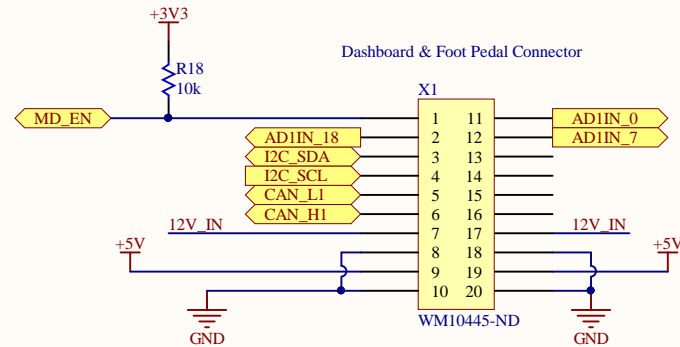 +3V3
Dashboard & Foot Pedal Connector
R18
10k
X1
MD_EN 1 11 AD1IN_0
AD1IN_18 2 12 AD1IN_7
I2C_SDA 3 13
I2C_SCL 4 14
CAN_L1 5 15
CAN_H1 6 16
12V_IN 7 17 12V_IN
8 18
+5V 9 19 +5V
10 20
GND WM10445-ND GND